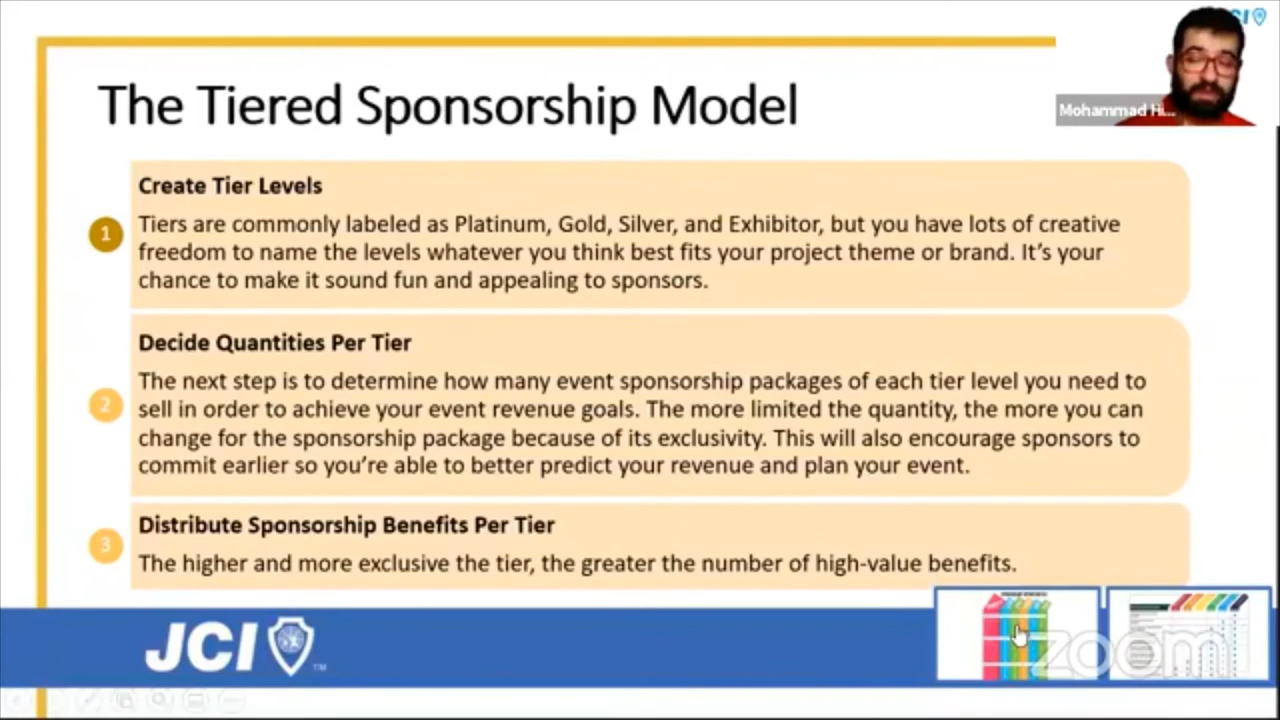 The Tiered Sponsorship Model
Mohammad Hi...
Create Tier Levels
1
Tiers are commonly labeled as Platinum, Gold, Silver, and Exhibitor, but you have lots of creative
freedom to name the levels whatever you think best fits your project theme or brand. It's your
chance to make it sound fun and appealing to sponsors.
Decide Quantities Per Tier
2
The next step is to determine how many event sponsorship packages of each tier level you need to
sell in order to achieve your event revenue goals. The more limited the quantity, the more you can
change for the sponsorship package because of its exclusivity. This will also encourage sponsors to
commit earlier so you're able to better predict your revenue and plan your event.
Distribute Sponsorship Benefits Per Tier
3
The higher and more exclusive the tier, the greater the number of high-value benefits.
JCI
TM
zoom